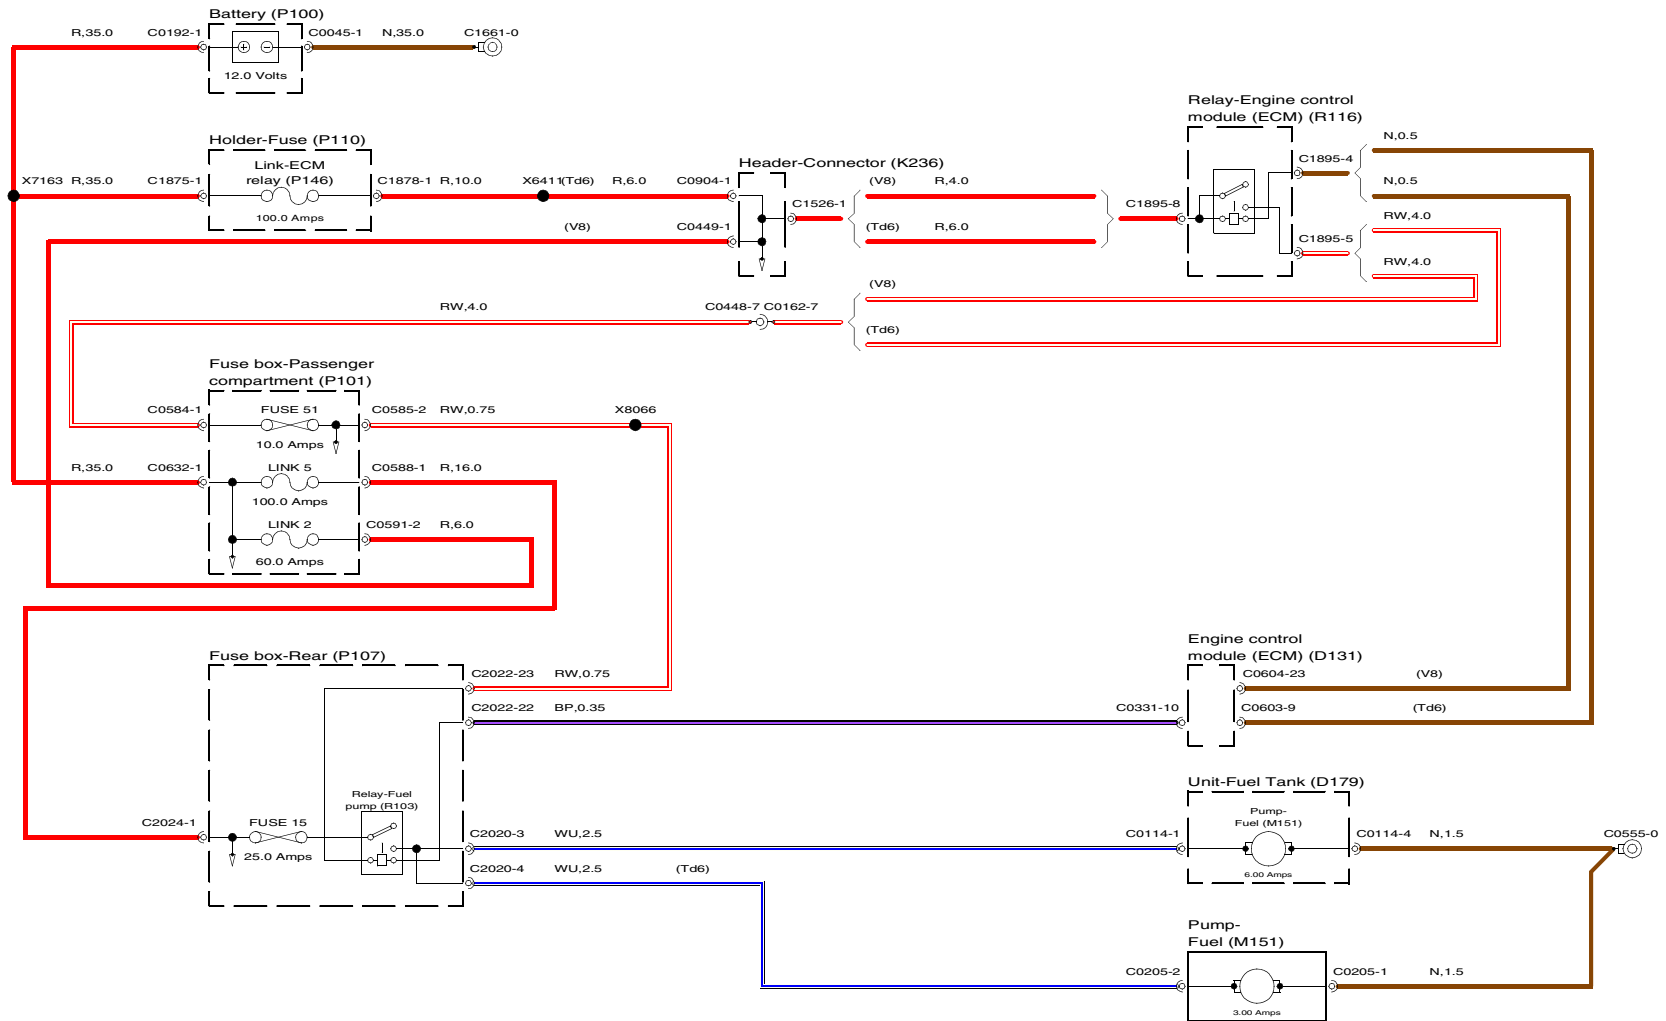 Battery (P100)
R,35.0 C0192-1 C0045-1 N,35.0 C1661-0
12.0 Volts
Relay-Engine control
module (ECM) (R116)
Holder-Fuse (P110)
Link-ECM
relay (P146)
X7163 R,35.0 C1875-1 C1878-1 R,10.0 X6411(Td6) R,6.0 C0904-1
100.0 Amps
Header-Connector (K236)
(V8) R,4.0
C1526-1
C1895-8
(Td6) R,6.0
(V8) C0449-1
C1895-4
N,0.5
N,0.5
C1895-5
RW,4.0
RW,4.0
(V8)
RW,4.0 C0448-7 C0162-7
(Td6)
Fuse box-Passenger
compartment (P101)
C0584-1 FUSE 51 C0585-2 RW,0.75 X8066
10.0 Amps
R,35.0 C0632-1 LINK 5 C0588-1 R,16.0
100.0 Amps
LINK 2 C0591-2 R,6.0
60.0 Amps
Engine control
module (ECM) (D131)
Fuse box-Rear (P107)
C2022-23 RW,0.75 C0604-23 (V8)
C2022-22 BP,0.35 C0331-10 C0603-9 (Td6)
Relay-Fuel
pump (R103)
C2024-1 FUSE 15
25.0 Amps
C2020-3 WU,2.5
C2020-4 WU,2.5 (Td6)
Unit-Fuel Tank (D179)
Pump-
Fuel (M151)
C0114-1 C0114-4 N,1.5 C0555-0
6.00 Amps
Pump-
Fuel (M151)
C0205-2 C0205-1 N,1.5
3.00 Amps